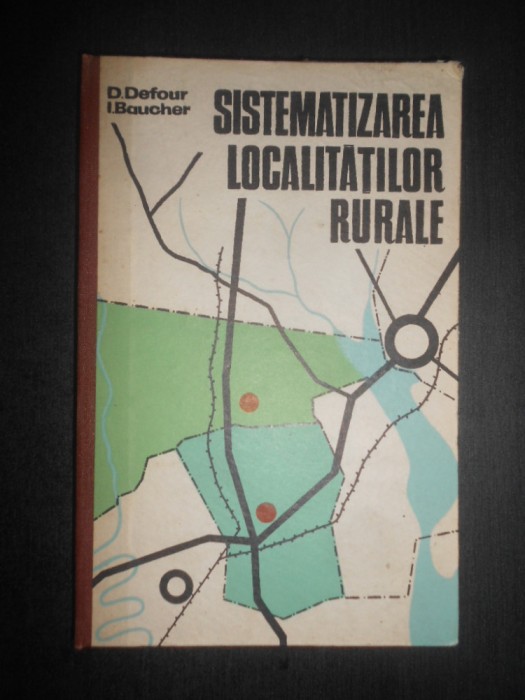 D.Defour
I.Baucher
SISTEMATIZAREA
LOCALITĂȚILOR
RURALE